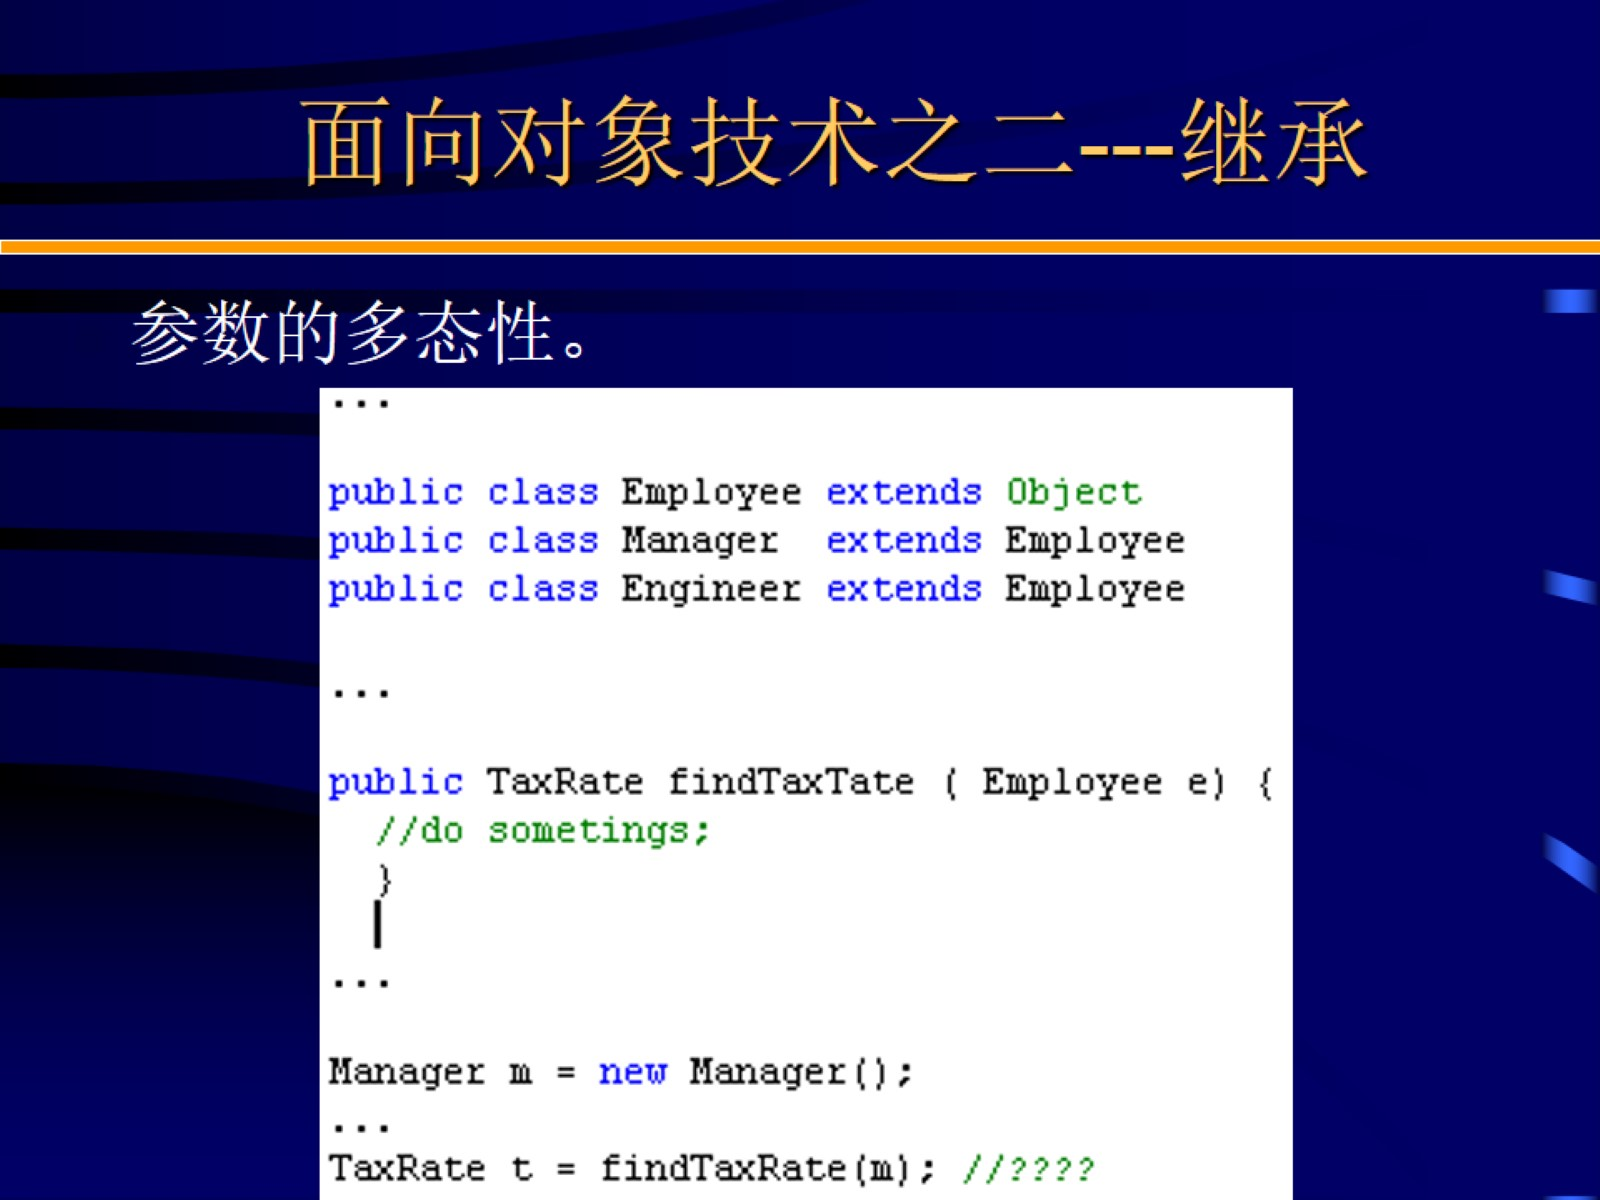 面向对象技术之二---继承
参数的多态性。
...
public class Employee extends Object
public class Manager  extends Employee
public class Engineer extends Employee
...
public TaxRate findTaxTate ( Employee e) {
//do sometings;
}
...
Manager m = new Manager();
...
TaxRate t = findTaxRate(m); //????